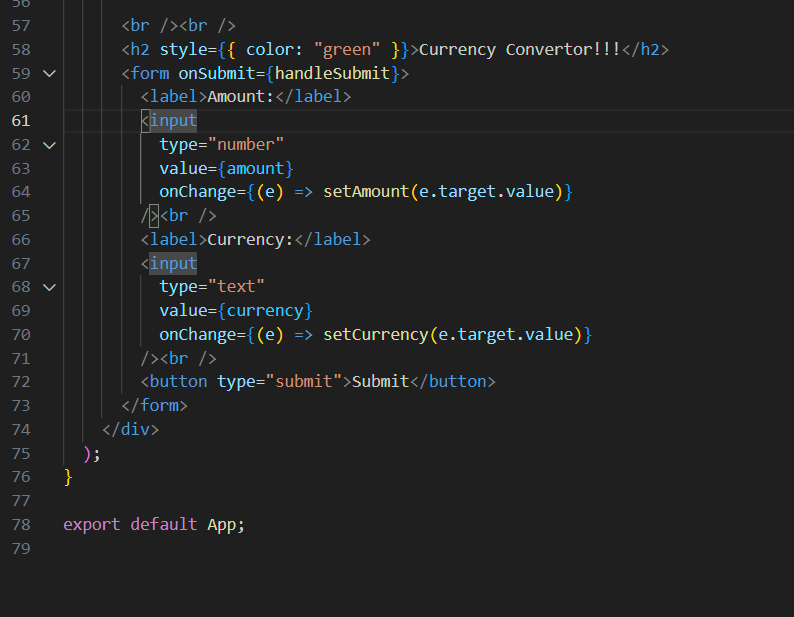 56
57 <br /><br />
58 <h2 style={{ color: "green" }}>Currency Convertor!!!</h2>
59 <form onSubmit={handleSubmit}>
60 <label>Amount:</label>
61 <input
62 type="number"
63 value={amount}
64 onChange={(e) => setAmount(e.target.value)}
65 /><br />
66 <label>Currency:</label>
67 <input
68 type="text"
69 value={currency}
70 onChange={(e) => setCurrency(e.target.value)}
71 /><br />
72 <button type="submit">Submit</button>
73 </form>
74 </div>
75 );
76 }
77
78 export default App;
79